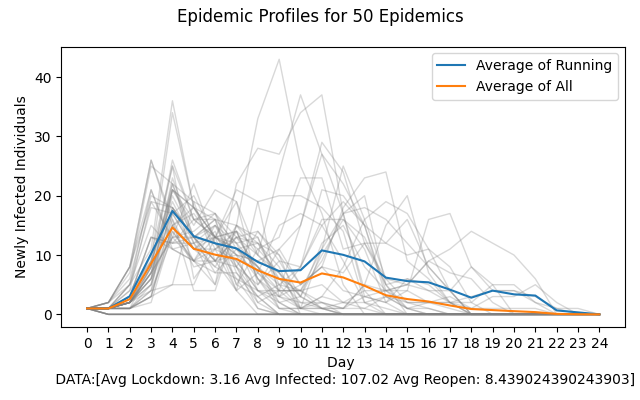 Epidemic Profiles for 50 Epidemics
Average of Running
Average of All
Newly Infected Individuals
40
30
20
10
0
0 1 2 3 4 5 6 7 8 9 10 11 12 13 14 15 16 17 18 19 20 21 22 23 24
Day
DATA:[Avg Lockdown: 3.16 Avg Infected: 107.02 Avg Reopen: 8.439024390243903]